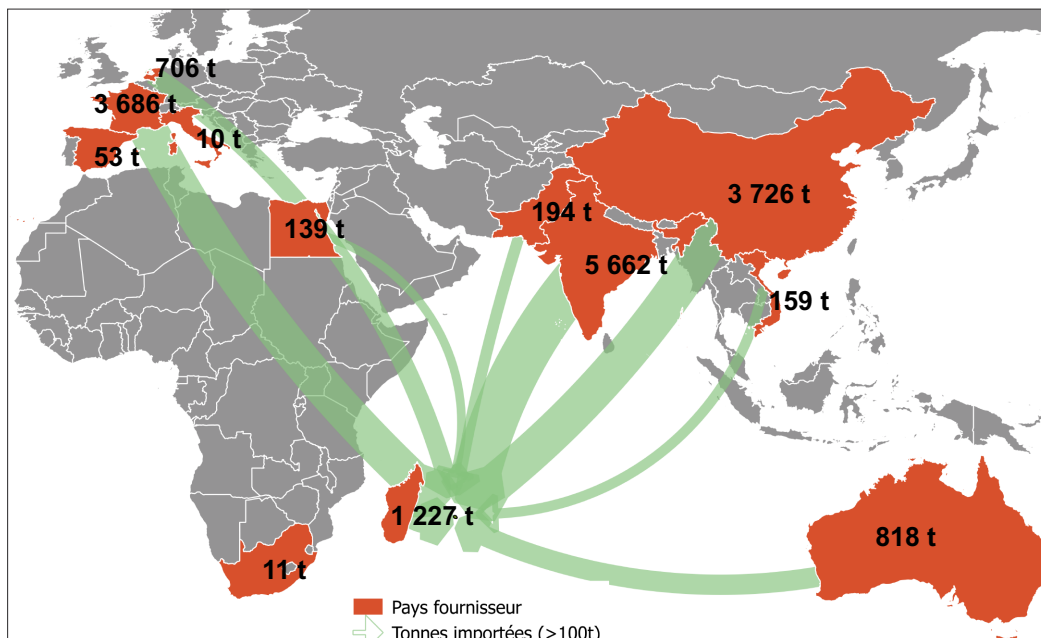 706 t
3 686 t
10 t
53 t
139 t
194 t
3 726 t
5 662 t
159 t
1 227 t
818 t
11 t
Pays fournisseur
Tonnes importées (>100t)